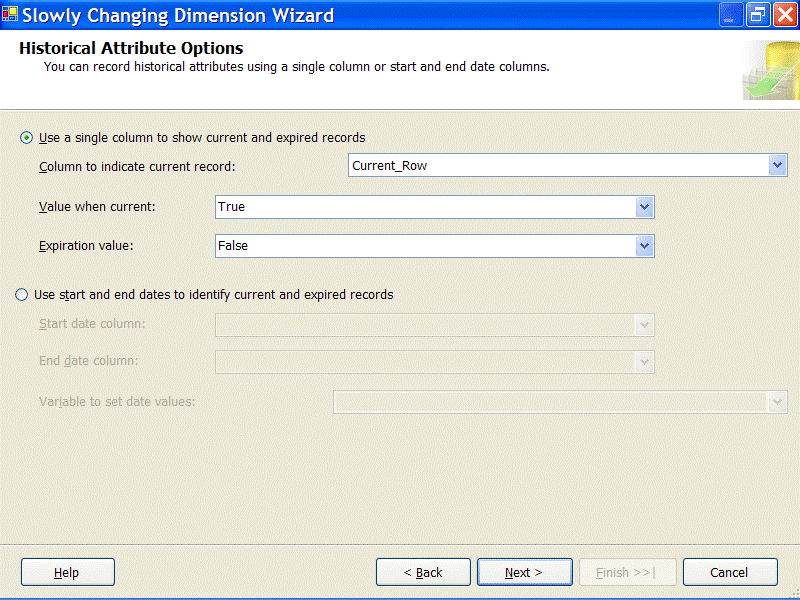 Slowly Changing Dimension Wizard
Historical Attribute Options
You can record historical attributes using a single column or start and end date columns.
Use a single column to show current and expired records
Column to indicate current record: Current_Row
Value when current: True
Expiration value: False
Use start and end dates to identify current and expired records
Start date column:
End date column:
Variable to set date values:
Help < Back Next > Finish >>| Cancel